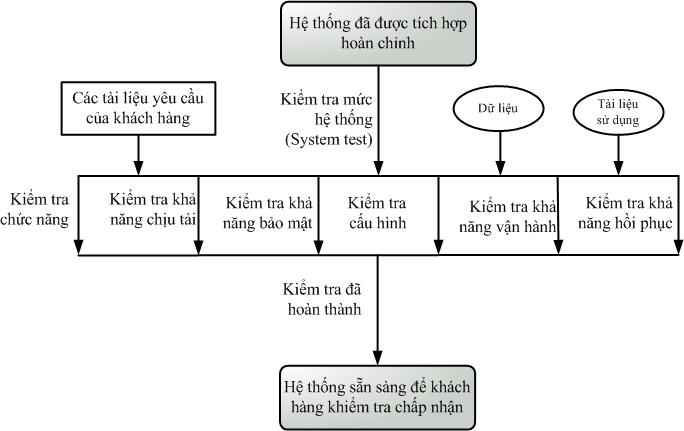 Hệ thống đã được tích hợp
hoàn chỉnh
Các tài liệu yêu cầu
của khách hàng
Kiểm tra mức
hệ thống
(System test)
Dữ liệu
Tài liệu
sử dụng
Kiểm tra
chức năng
Kiểm tra khả
năng chịu tải
Kiểm tra khả
năng bảo mật
Kiểm tra
cấu hình
Kiểm tra khả
năng vận hành
Kiểm tra khả
năng hồi phục
Kiểm tra đã
hoàn thành
Hệ thống sẵn sàng để khách
hàng khiểm tra chấp nhận